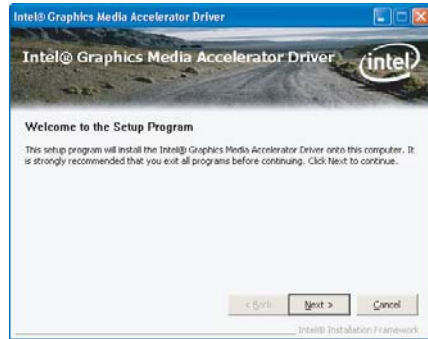 Intel® Graphics Media Accelerator Driver
Intel® Graphics Media Accelerator Driver
intel
Welcome to the Setup Program
This setup program will install the Intel® Graphics Media Accelerator Driver onto this computer. It
is strongly recommended that you exit all programs before continuing. Click Next to continue.
< Back Next > Cancel
Intel® Installation Framework